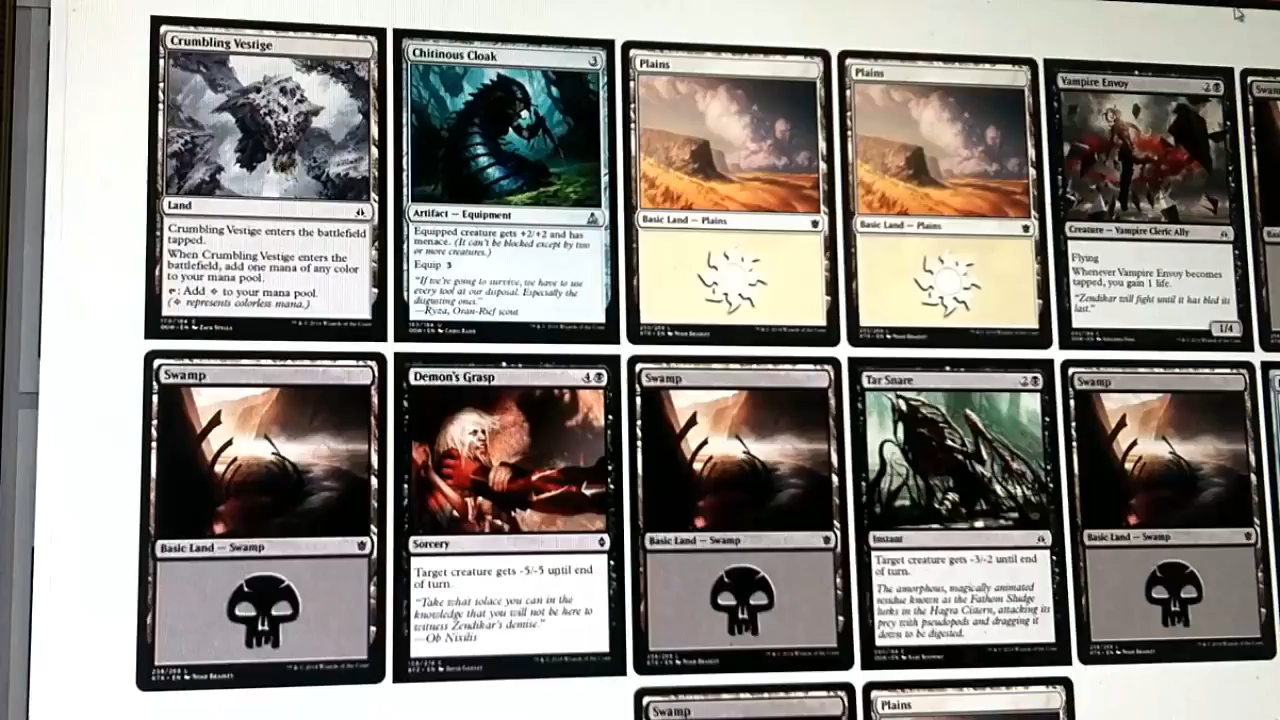 Crumbling Vestige
Land
Crumbling Vestige enters the battlefield
tapped.
When Crumbling Vestige enters the
battlefield, add one mana of any color
to your mana pool.
: Add to your mana pool.
( represents colorless mana.)
Chitinous Cloak 3
Artifact — Equipment
Equipped creature gets +2/+2 and has
menace. (It can't be blocked except by two
or more creatures.)
Equip 3
"If we're going to survive, we have to use
every tool at our disposal. Especially the
disgusting ones."
—Ryza, Oran-Rief scout
Plains
Basic Land — Plains
Plains
Basic Land — Plains
Vampire Envoy 2
Creature — Vampire Cleric Ally
Flying
Whenever Vampire Envoy becomes
tapped, you gain 1 life.
"Zendikar will fight until it has bled its
last."
1/4
Swam
Basi
Swamp
Basic Land — Swamp
Demon's Grasp 4
Sorcery
Target creature gets -5/-5 until end
of turn.
"Take what solace you can in the
knowledge that you will not be here to
witness Zendikar's demise."
—Ob Nixilis
Swamp
Basic Land — Swamp
Tar Snare 2
Instant
Target creature gets -3/-2 until end
of turn.
The amorphous, magically animated
residue known as the Fathom Sludge
lurks in the Hagra Cistern, attacking its
prey with pseudopods and dragging it
down to be digested.
Swamp
Basic Land — Swamp
Swamp
Plains